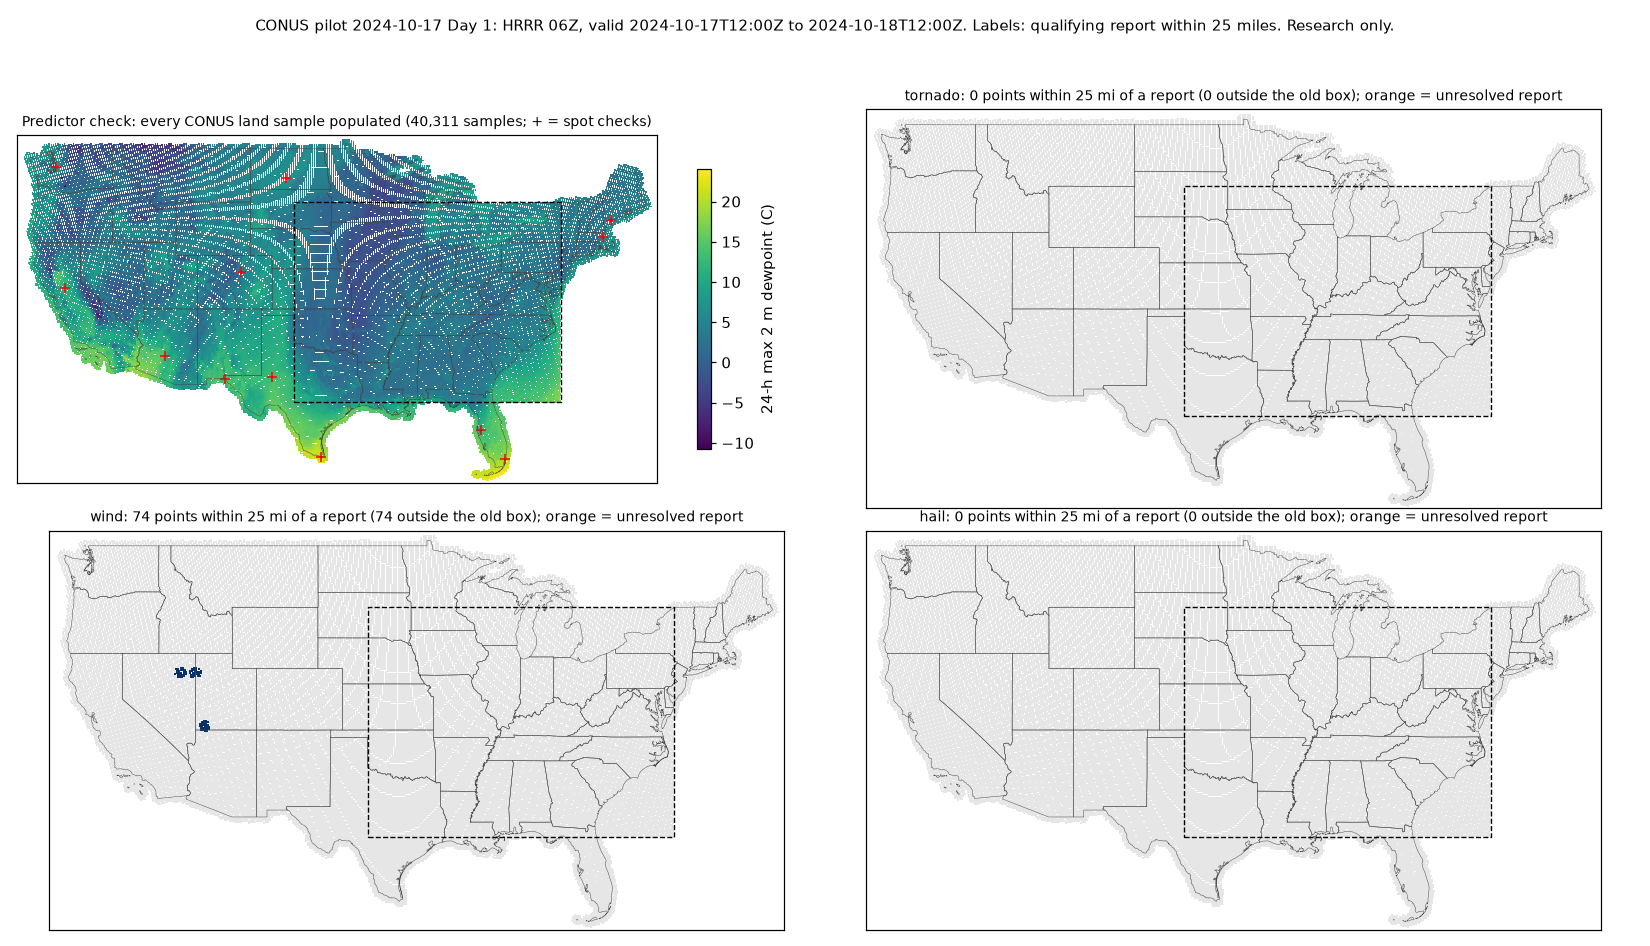 CONUS pilot 2024-10-17 Day 1: HRRR 06Z, valid 2024-10-17T12:00Z to 2024-10-18T12:00Z. Labels: qualifying report within 25 miles. Research only.
Predictor check: every CONUS land sample populated (40,311 samples; + = spot checks)
20
15
10
5
0
−5
−10
24-h max 2 m dewpoint (C)
tornado: 0 points within 25 mi of a report (0 outside the old box); orange = unresolved report
wind: 74 points within 25 mi of a report (74 outside the old box); orange = unresolved report
hail: 0 points within 25 mi of a report (0 outside the old box); orange = unresolved report